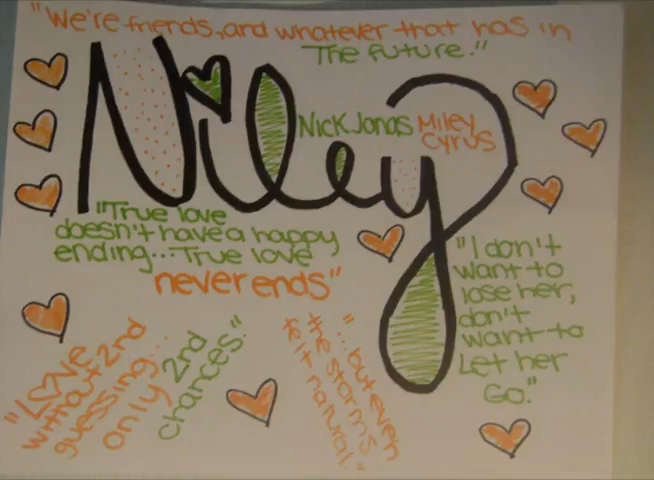 "We're friends, and whatever that has in
The future."
Niley
Nick Jonas
Miley
Cyrus
"True love
doesn't have a happy
ending...True love
never ends"
"I don't
want to
lose her,
don't
want to
Let her
Go."
"Love
without 2nd
guessing...
only 2nd
chances."
"...but even
the storms
felt natural"